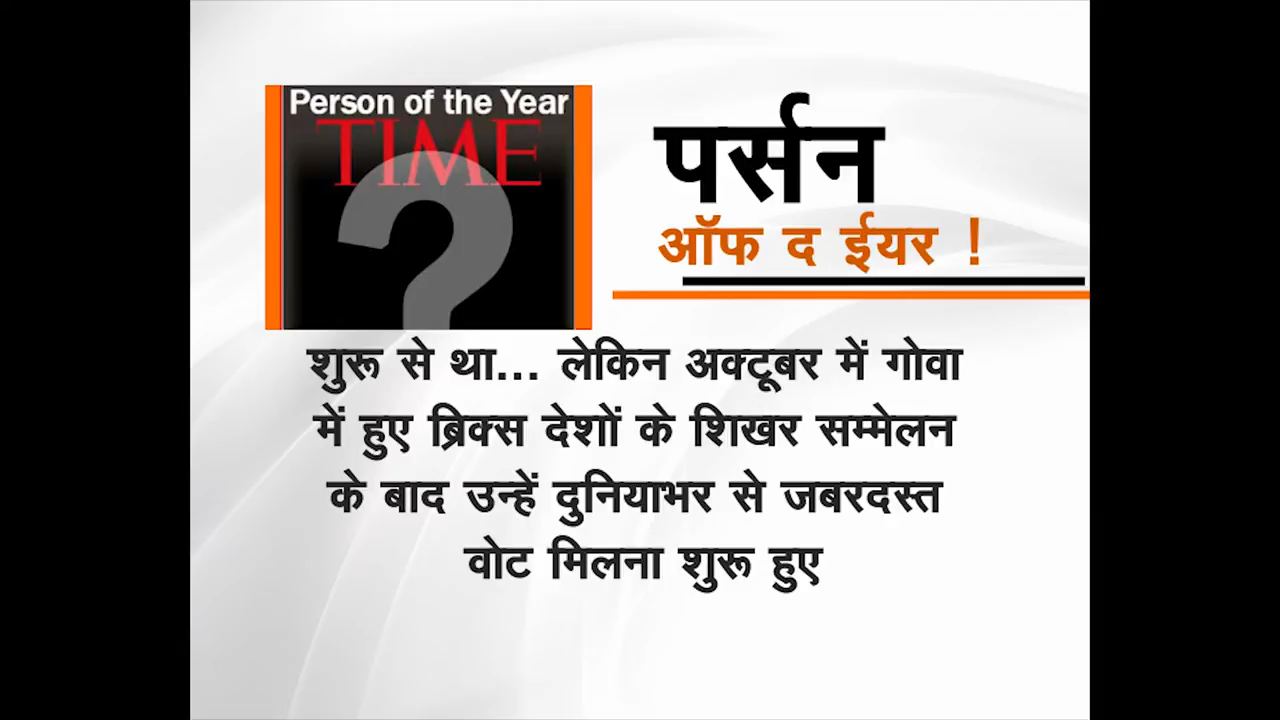 Person of the Year
TIME
?
पर्सन
ऑफ द ईयर !
शुरू से था... लेकिन अक्टूबर में गोवा
में हुए ब्रिक्स देशों के शिखर सम्मेलन
के बाद उन्हें दुनियाभर से जबरदस्त
वोट मिलना शुरू हुए